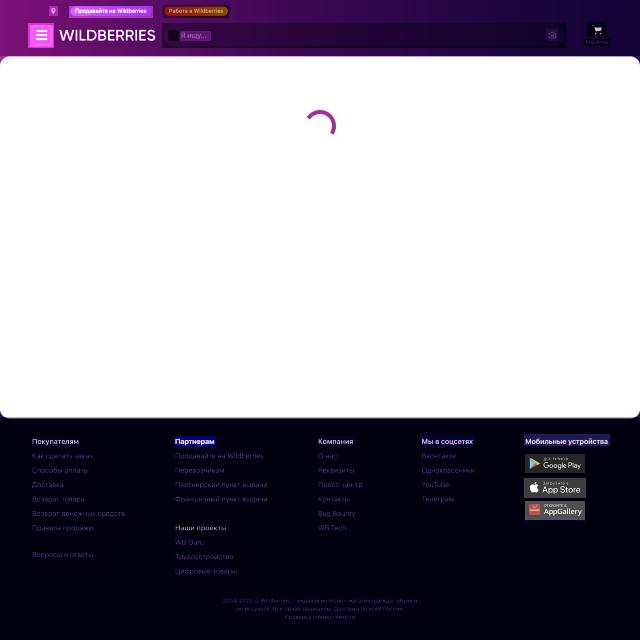 Продавайте на Wildberries
Работа в Wildberries
WILDBERRIES
Я ищу...
Корзина
Покупателям
Как сделать заказ
Способы оплаты
Доставка
Возврат товара
Возврат денежных средств
Правила продажи
Вопросы и ответы
Партнерам
Продавайте на Wildberries
Перевозчикам
Партнерский пункт выдачи
Франшизный пункт выдачи
Наши проекты
WB Guru
Трудоустройство
Цифровые товары
Компания
О нас
Реквизиты
Пресс-центр
Контакты
Bug Bounty
WB Tech
Мы в соцсетях
Вконтакте
Одноклассники
YouTube
Телеграм
Мобильные устройства
ДОСТУПНО В
Google Play
Загрузите в
App Store
ОТКРОЙТЕ В
AppGallery
Wildberries — модный интернет-магазин одежды, обуви и
аксессуаров. Все права защищены. Доставка по всей России.
Проверка совместимости